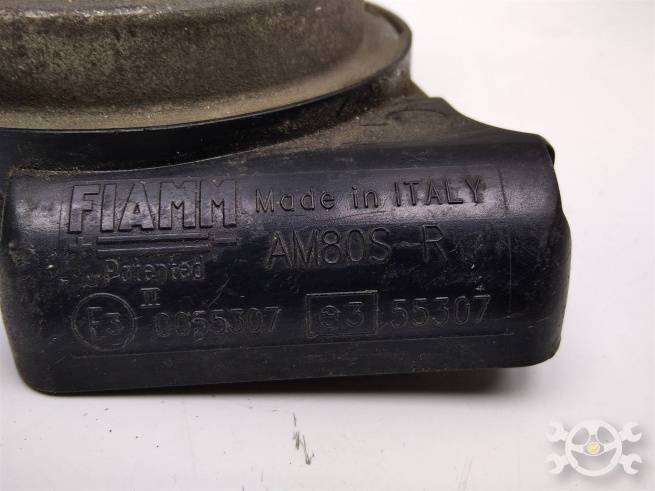 FIAMM Made in ITALY
AM80S-R
Patented
II
E3 0055307 e3 55307